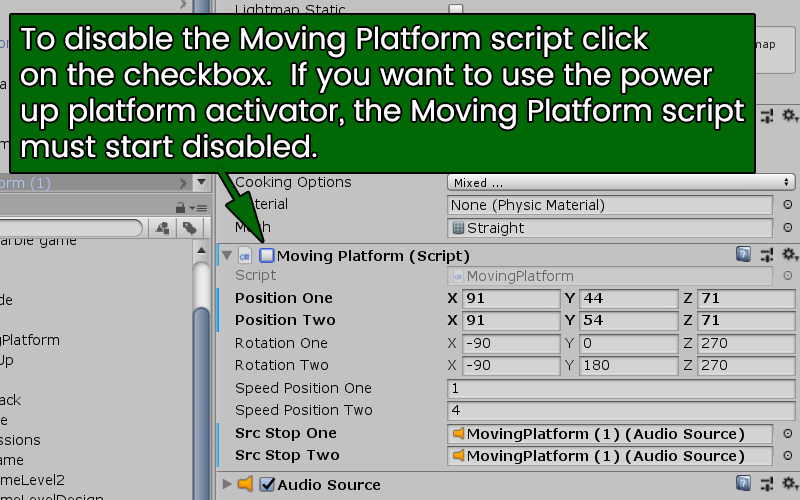 Lightmap Static
To disable the Moving Platform script click
on the checkbox. If you want to use the power
up platform activator, the Moving Platform script
must start disabled.
map
orm (1)
Cooking Options Mixed ...
Material None (Physic Material)
Mesh Straight
arble game
Moving Platform (Script)
Script MovingPlatform
de
Position One X 91 Y 44 Z 71
Position Two X 91 Y 54 Z 71
gPlatform
Rotation One X -90 Y 0 Z 270
Up
Rotation Two X -90 Y 180 Z 270
Speed Position One 1
ack
Speed Position Two 4
e
Src Stop One MovingPlatform (1) (Audio Source)
ssions
Src Stop Two MovingPlatform (1) (Audio Source)
ame
meLevel2
Audio Source
meLevelDesign